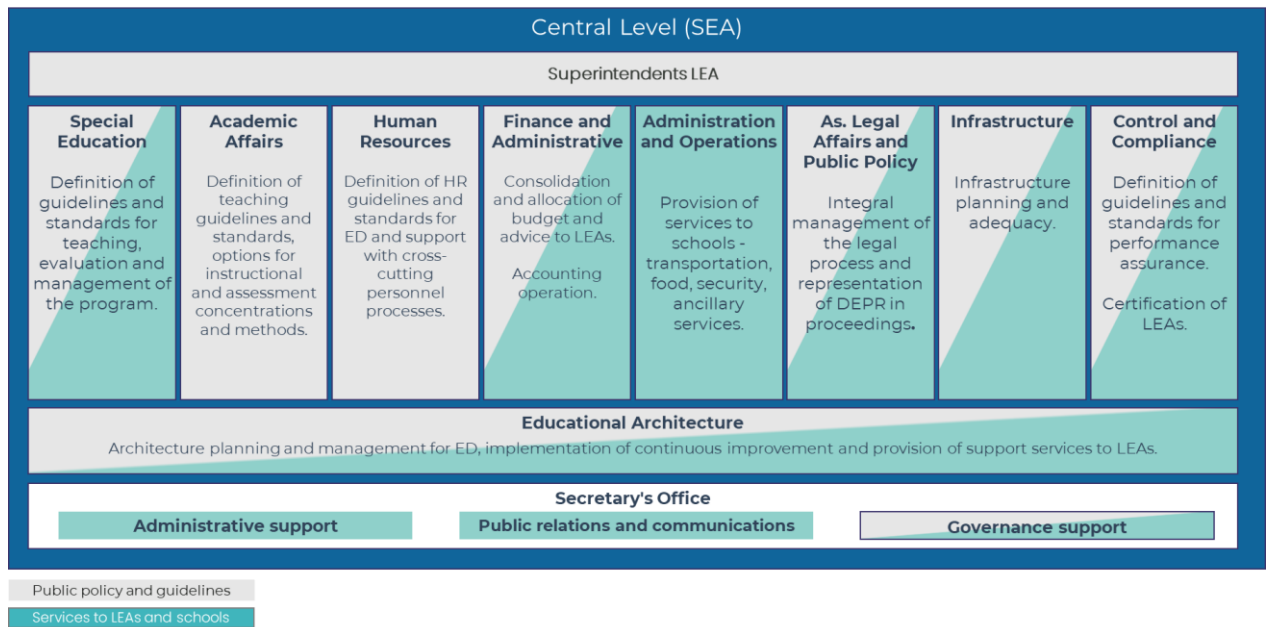 Central Level (SEA)
Superintendents LEA
Special
Education
Definition of
guidelines and
standards for
teaching,
evaluation and
management of
the program.
Academic
Affairs
Definition of
teaching
guidelines and
standards,
options for
instructional
and assessment
concentrations
and methods.
Human
Resources
Definition of HR
guidelines and
standards for
ED and support
with cross-
cutting
personnel
processes.
Finance and
Administrative
Consolidation
and allocation of
budget and
advice to LEAs.
Accounting
operation.
Administration
and Operations
Provision of
services to
schools -
transportation,
food, security,
ancillary
services.
As. Legal
Affairs and
Public Policy
Integral
management of
the legal
process and
representation
of DEPR in
proceedings.
Infrastructure
Infrastructure
planning and
adequacy.
Control and
Compliance
Definition of
guidelines and
standards for
performance
assurance.
Certification of
LEAs.
Educational Architecture
Architecture planning and management for ED, implementation of continuous improvement and provision of support services to LEAs.
Secretary's Office
Administrative support
Public relations and communications
Governance support
Public policy and guidelines
Services to LEAs and schools